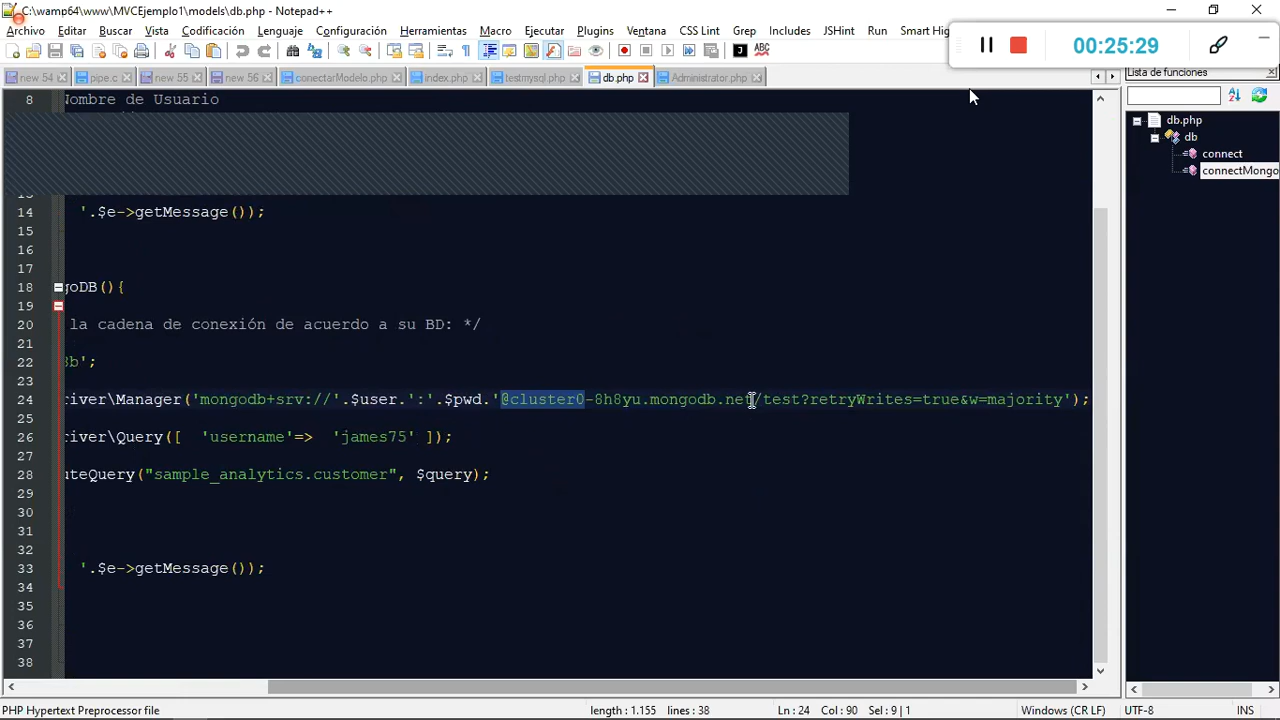 C:\wamp64\www\MVCEjemplo1\models\db.php - Notepad++
Archivo Editar Buscar Vista Codificación Lenguaje Configuración Herramientas Macro Ejecutar Plugins Ventana CSS Lint Grep Includes JSHint Run Smart Hig
00:25:29
new 54 pipe.c new 55 new 56 conectarModelo.php index.php testmysql.php db.php Administrator.php
Lista de funciones
db.php
db
connect
connectMongo
8 Nombre de Usuario
14 '.$e->getMessage());
15
16
17
18 goDB(){
19
20 la cadena de conexión de acuerdo a su BD: */
21
22 3b';
23
24 river\Manager('mongodb+srv://'.$user.':'.$pwd.'@cluster0-8h8yu.mongodb.net/test?retryWrites=true&w=majority');
25
26 river\Query([ 'username'=> 'james75' ]);
27
28 uteQuery("sample_analytics.customer", $query);
29
30
31
32
33 '.$e->getMessage());
34
35
36
37
38
PHP Hypertext Preprocessor file length : 1.155 lines : 38 Ln : 24 Col : 90 Sel : 9 | 1 Windows (CR LF) UTF-8 INS